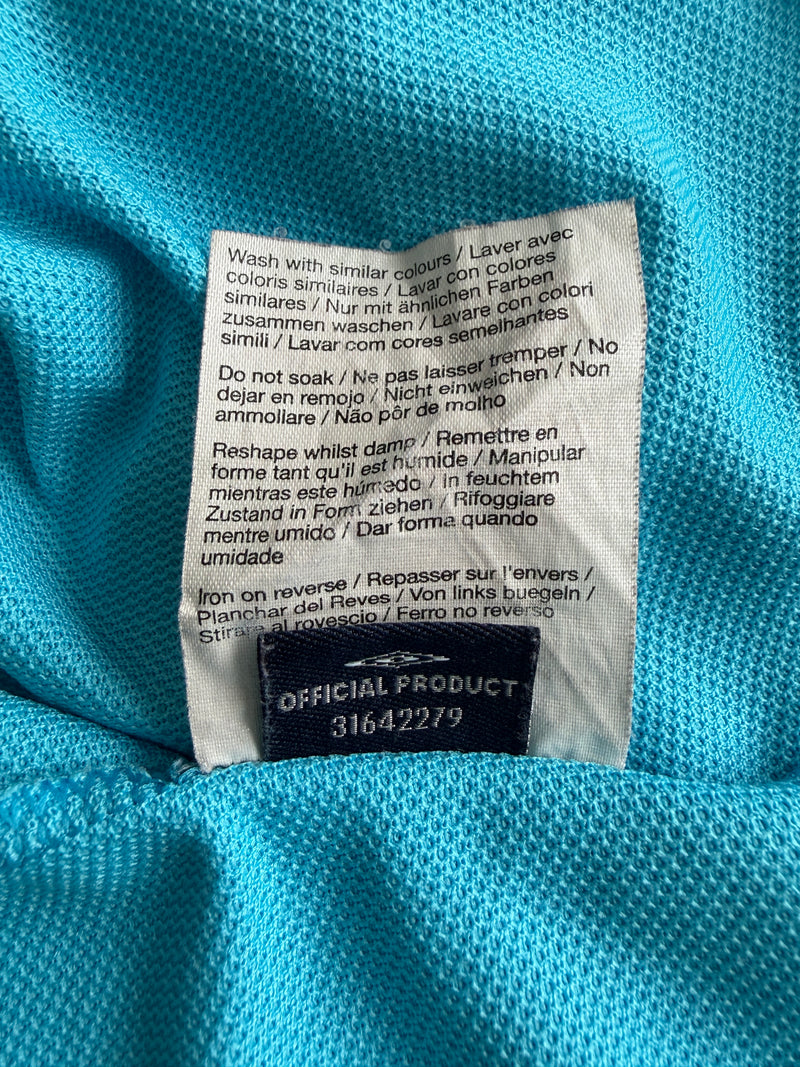 Wash with similar colours / Laver avec
coloris similaires / Lavar con colores
similares / Nur mit ähnlichen Farben
zusammen waschen / Lavare con colori
simili / Lavar com cores semelhantes
Do not soak / Ne pas laisser tremper / No
dejar en remojo / Nicht einweichen / Non
ammollare / Não pôr de molho
Reshape whilst damp / Remettre en
forme tant qu'il est humide / Manipular
mientras este húmedo / in feuchtem
Zustand in Form ziehen / Rifoggiare
mentre umido / Dar forma quando
umidade
Iron on reverse / Repasser sur l'envers /
Planchar del Reves / Von links buegeln /
Stirare al rovescio / Ferro no reverso
OFFICIAL PRODUCT
31642279